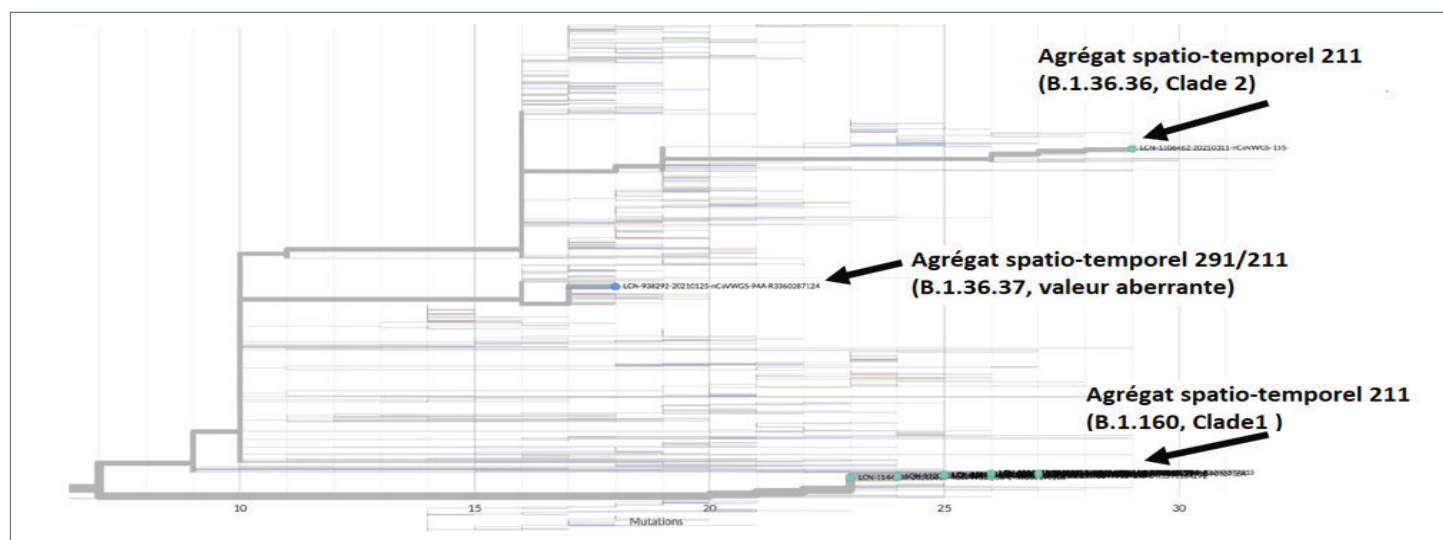 Agrégat spatio-temporel 211
(B.1.36.36, Clade 2)
LCN-1106462-20210311-nCoVWGS-155-
Agrégat spatio-temporel 291/211
(B.1.36.37, valeur aberrante)
LCN-938292-20210125-nCoVWGS-94A-R3360287124
Agrégat spatio-temporel 211
(B.1.160, Clade1 )
10 15 20 25 30
Mutations